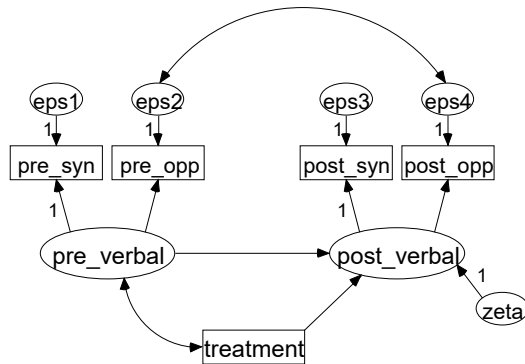 eps1 eps2 eps3 eps4
1 1 1 1
pre_syn pre_opp post_syn post_opp
1 1
pre_verbal post_verbal
1
zeta
treatment